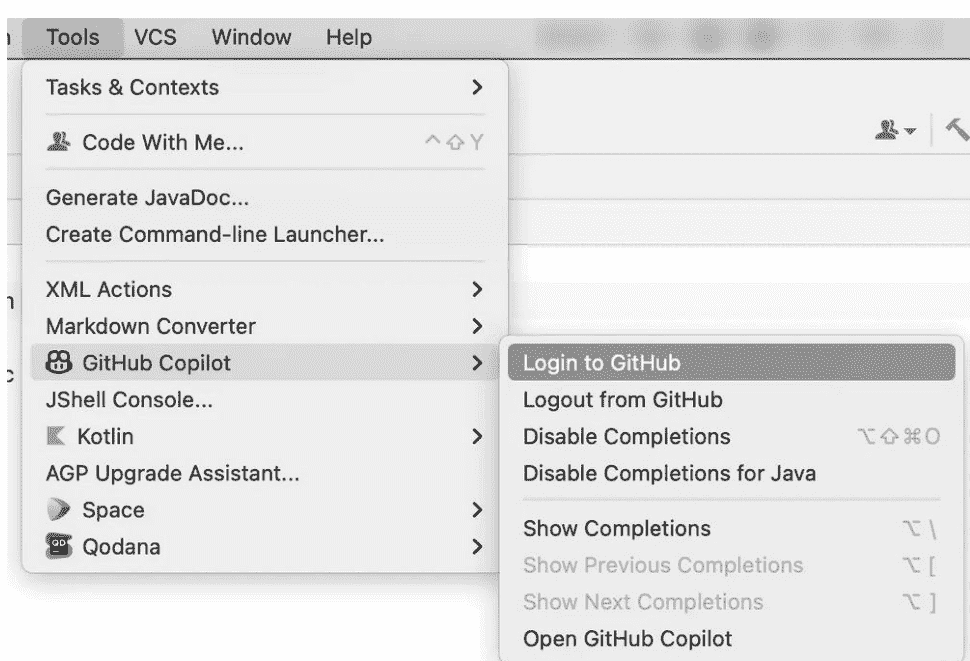 Tools VCS Window Help
Tasks & Contexts
Code With Me... ^⇧Y
Generate JavaDoc...
Create Command-line Launcher...
XML Actions
Markdown Converter
GitHub Copilot
JShell Console...
Kotlin
AGP Upgrade Assistant...
Space
Qodana
Login to GitHub
Logout from GitHub
Disable Completions ⌥⇧⌘O
Disable Completions for Java
Show Completions ⌥\
Show Previous Completions ⌥[
Show Next Completions ⌥]
Open GitHub Copilot